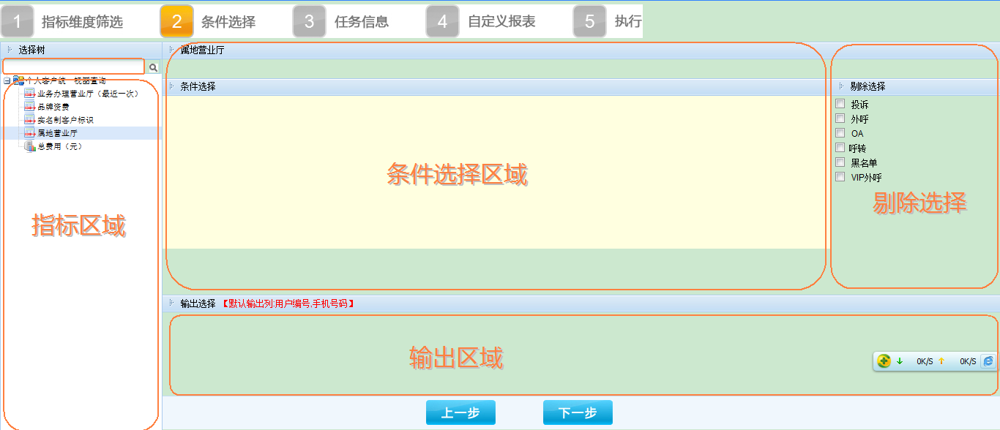 1 指标维度筛选 2 条件选择 3 任务信息 4 自定义报表 5 执行
选择树
个人客户统一视图查询
业务办理营业厅（最近一次）
品牌资费
实名制客户标识
属地营业厅
总费用（元）
指标区域
属地营业厅
条件选择
条件选择区域
剔除选择
投诉
外呼
OA
呼转
黑名单
VIP外呼
剔除选择
输出选择 【默认输出列:用户编号,手机号码】
输出区域
0K/S 0K/S
上一步 下一步